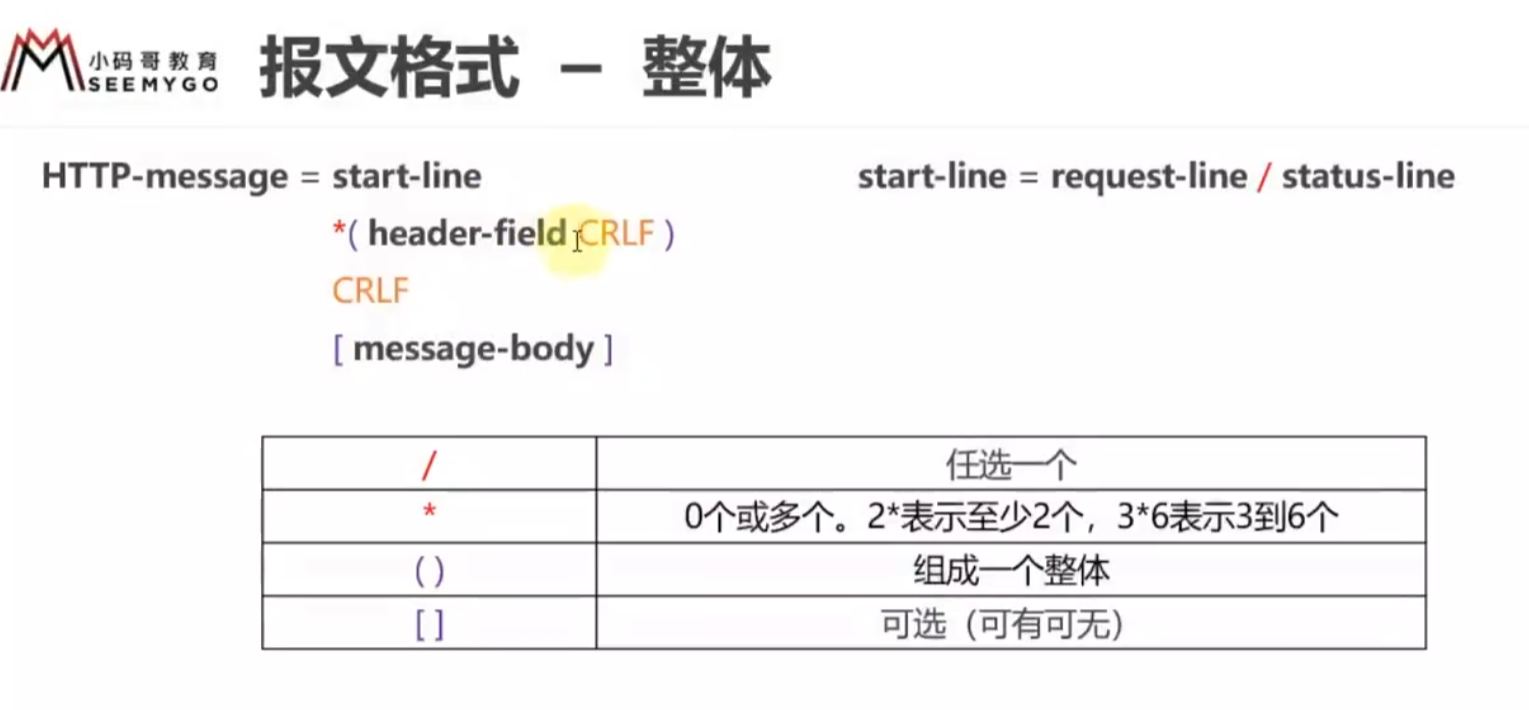 小码哥教育
SEEMYGO
报文格式 – 整体
HTTP-message = start-line
start-line = request-line / status-line
*( header-field CRLF )
CRLF
[ message-body ]
/ 任选一个
* 0个或多个。2*表示至少2个，3*6表示3到6个
( ) 组成一个整体
[ ] 可选（可有可无）